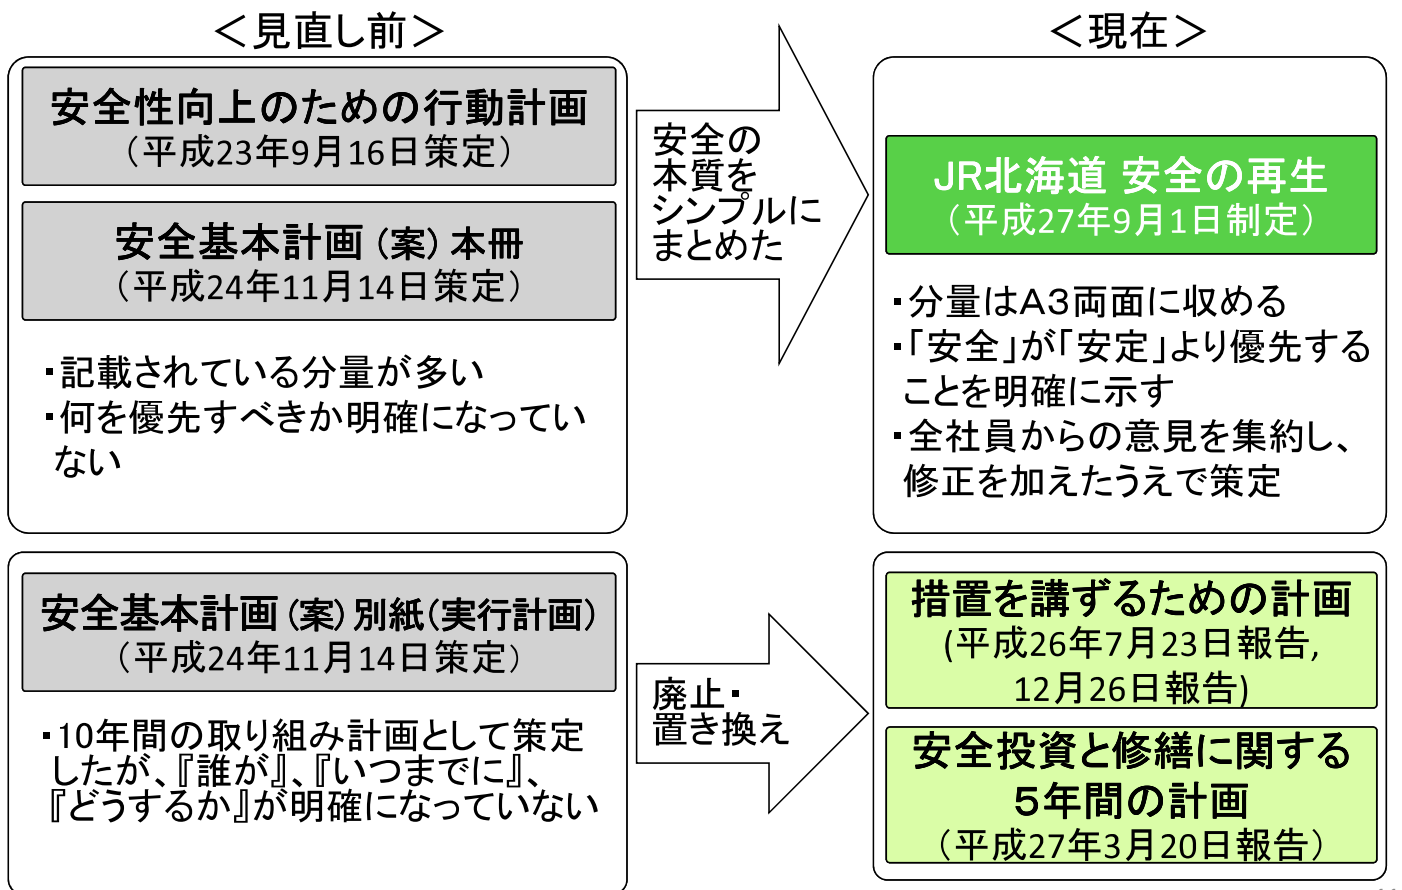 ＜見直し前＞
安全性向上のための行動計画
（平成23年9月16日策定）
安全基本計画（案）本冊
（平成24年11月14日策定）
・記載されている分量が多い
・何を優先すべきか明確になってい
ない
安全の
本質を
シンプルに
まとめた
＜現在＞
JR北海道 安全の再生
（平成27年9月1日制定）
・分量はA3両面に収める
・「安全」が「安定」より優先する
ことを明確に示す
・全社員からの意見を集約し、
修正を加えたうえで策定
安全基本計画（案）別紙（実行計画）
（平成24年11月14日策定）
・10年間の取り組み計画として策定
したが、『誰が』、『いつまでに』、
『どうするか』が明確になっていない
廃止・
置き換え
措置を講ずるための計画
(平成26年7月23日報告,
12月26日報告)
安全投資と修繕に関する
5年間の計画
（平成27年3月20日報告）